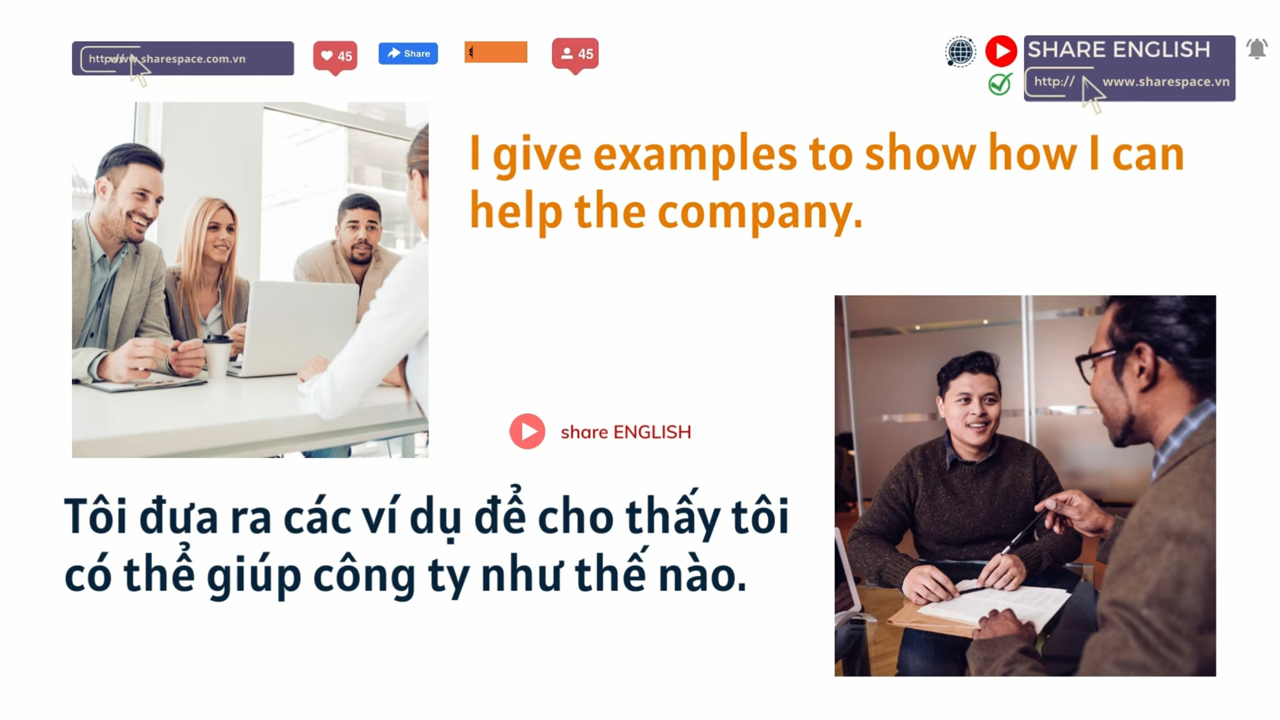 http:// www.sharespace.com.vn
45
Share
45
SHARE ENGLISH
http:// www.sharespace.vn
I give examples to show how I can
help the company.
share ENGLISH
Tôi đưa ra các ví dụ để cho thấy tôi
có thể giúp công ty như thế nào.